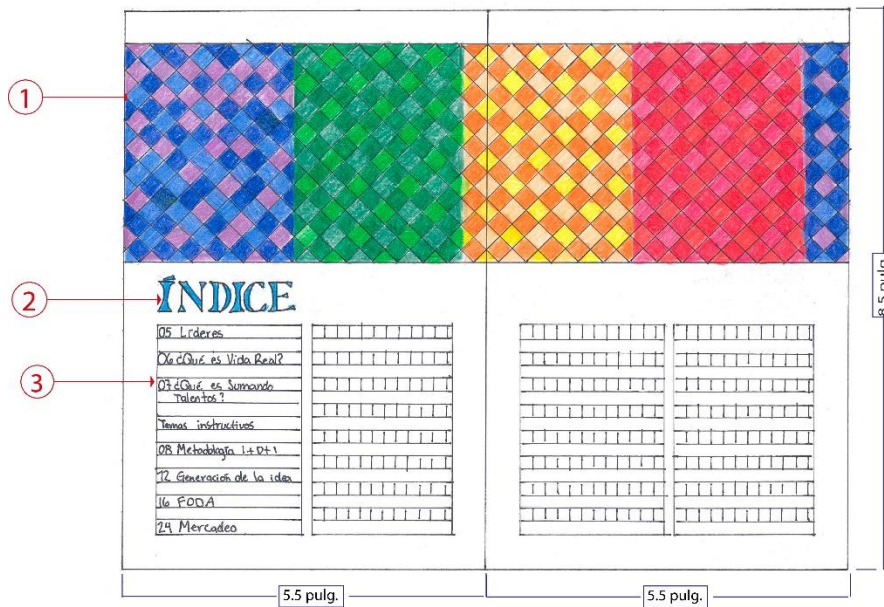 1
2
ÍNDICE
05 Líderes
06 ¿Qué es Vida Real?
3
07 ¿Qué es Sumando
Talentos?
Temas instructivos
08 Metodología I+D+I
12 Generación de la idea
16 FODA
24 Mercadeo
8.5 pulg.
5.5 pulg.
5.5 pulg.